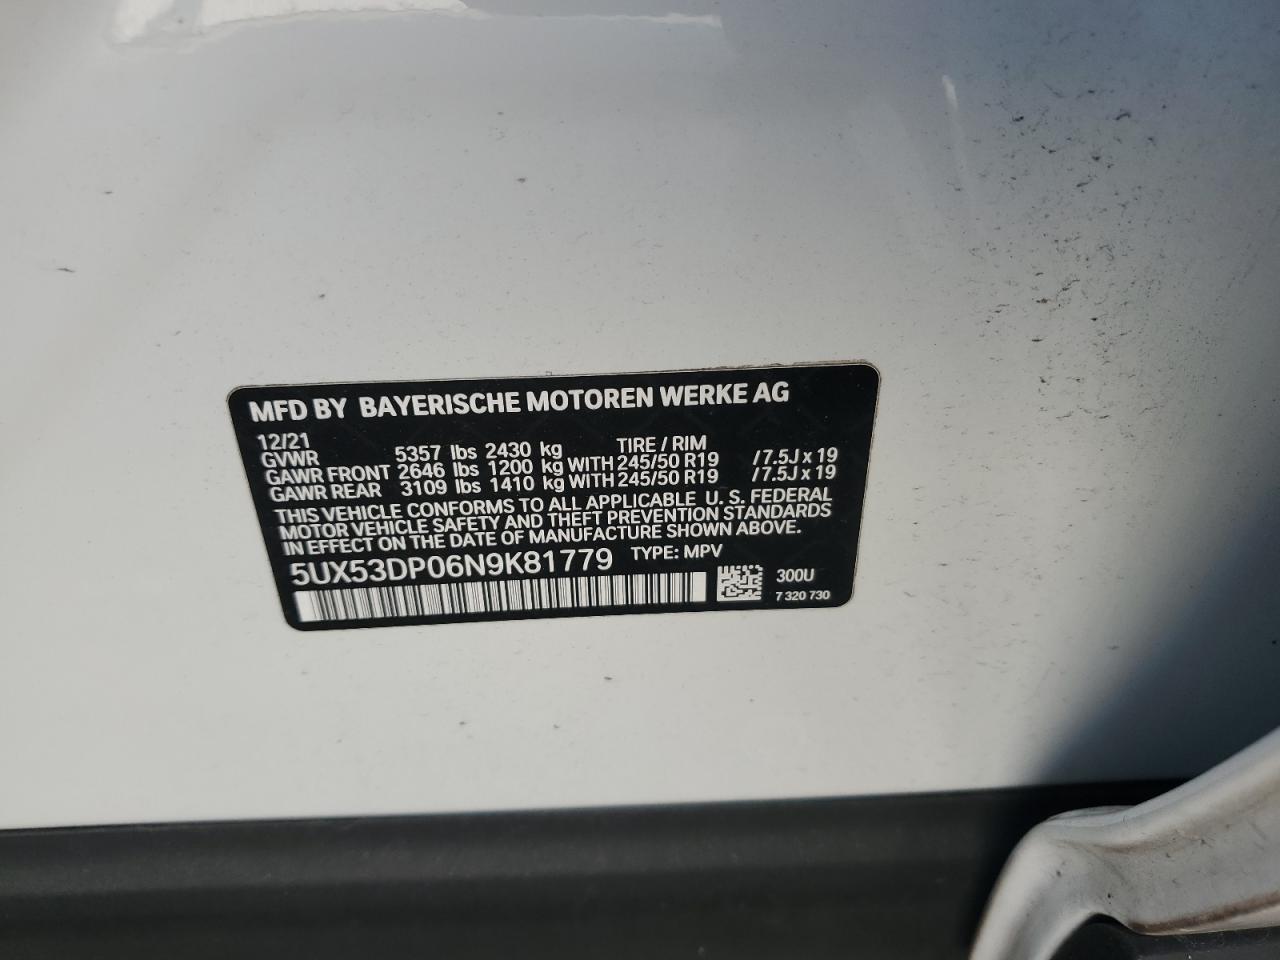 MFD BY BAYERISCHE MOTOREN WERKE AG
12/21
GVWR 5357 lbs 2430 kg TIRE / RIM
GAWR FRONT 2646 lbs 1200 kg WITH 245/50 R19 /7.5J x 19
GAWR REAR 3109 lbs 1410 kg WITH 245/50 R19 /7.5J x 19
THIS VEHICLE CONFORMS TO ALL APPLICABLE U. S. FEDERAL
MOTOR VEHICLE SAFETY AND THEFT PREVENTION STANDARDS
IN EFFECT ON THE DATE OF MANUFACTURE SHOWN ABOVE.
5UX53DP06N9K81779 TYPE: MPV
300U
7 320 730